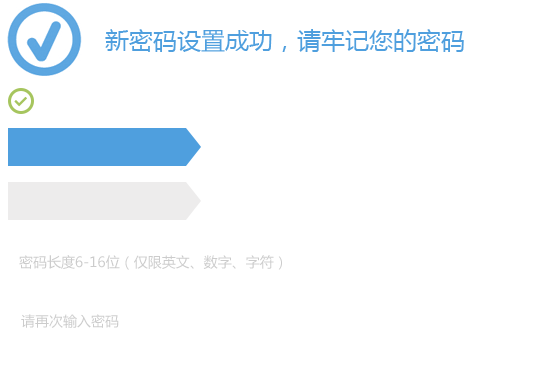 新密码设置成功，请牢记您的密码
密码长度6-16位（仅限英文、数字、字符）
请再次输入密码